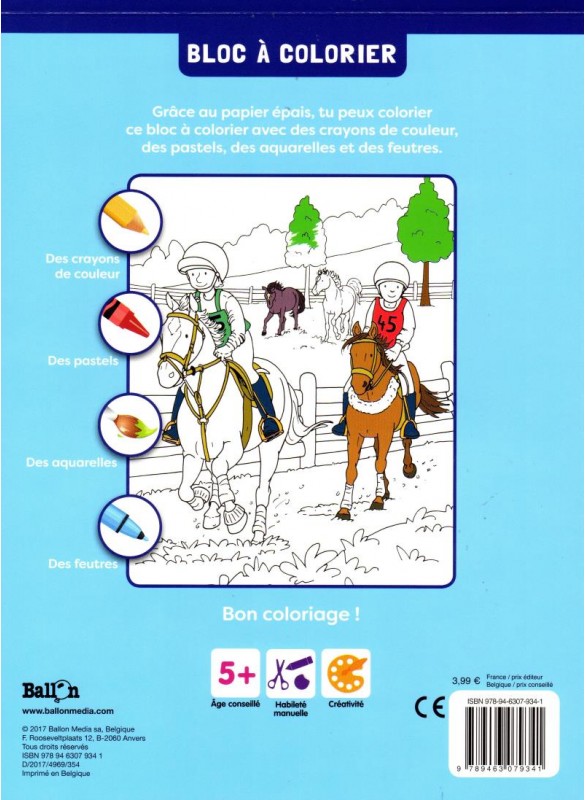 BLOC À COLORIER
Grâce au papier épais, tu peux colorier
ce bloc à colorier avec des crayons de couleur,
des pastels, des aquarelles et des feutres.
Des crayons
de couleur
Des pastels
Des aquarelles
Des feutres
45
Bon coloriage !
5+
Âge conseillé
Habileté
manuelle
Créativité
Ballon
www.ballonmedia.com
© 2017 Ballon Media sa, Belgique
F. Rooseveltplaats 12, B-2060 Anvers
Tous droits réservés
ISBN 978 94 6307 934 1
D/2017/4969/354
Imprimé en Belgique
3,99 €
France / prix éditeur
Belgique / prix conseillé
CE
ISBN 978-94-6307-934-1
9 789463 079341